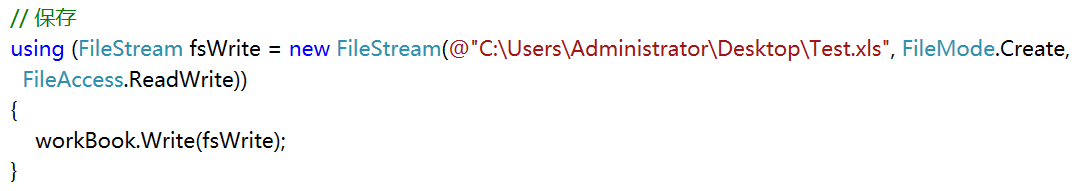 // 保存
using (FileStream fsWrite = new FileStream(@"C:\Users\Administrator\Desktop\Test.xls", FileMode.Create,
FileAccess.ReadWrite))
{
workBook.Write(fsWrite);
}